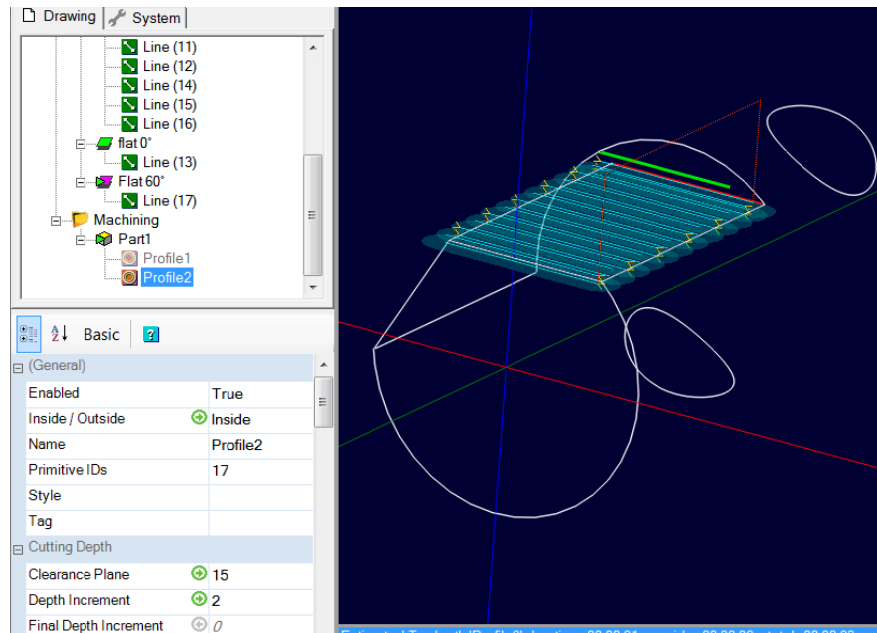 Drawing System
Line (11)
Line (12)
Line (14)
Line (15)
Line (16)
flat 0°
Line (13)
Flat 60°
Line (17)
Machining
Part1
Profile1
Profile2
Basic
(General)
Enabled True
Inside / Outside Inside
Name Profile2
Primitive IDs 17
Style
Tag
Cutting Depth
Clearance Plane 15
Depth Increment 2
Final Depth Increment 0